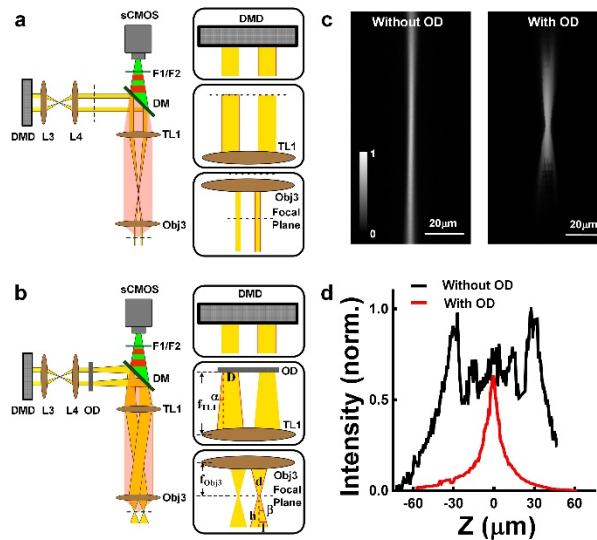 a
sCMOS
F1/F2
DM
DMD L3 L4
TL1
Obj3
DMD
TL1
Obj3
Focal
Plane
b
sCMOS
F1/F2
DM
DMD L3 L4 OD
TL1
Obj3
DMD
OD
D
α
fTL1
TL1
fObj3
Obj3
d
Focal
Plane
h
β
c
Without OD
With OD
1
0
20μm
20μm
d
Without OD
With OD
Intensity (norm.)
1.0
0.5
0.0
-60 -30 0 30 60
Z (μm)